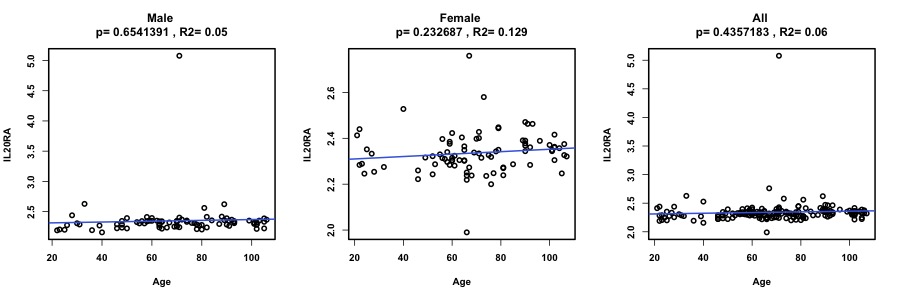 Male
p= 0.6541391 , R2= 0.05
IL20RA
5.0
4.5
4.0
3.5
3.0
2.5
20 40 60 80 100
Age
Female
p= 0.232687 , R2= 0.129
IL20RA
2.6
2.4
2.2
2.0
20 40 60 80 100
Age
All
p= 0.4357183 , R2= 0.06
IL20RA
5.0
4.5
4.0
3.5
3.0
2.5
2.0
20 40 60 80 100
Age